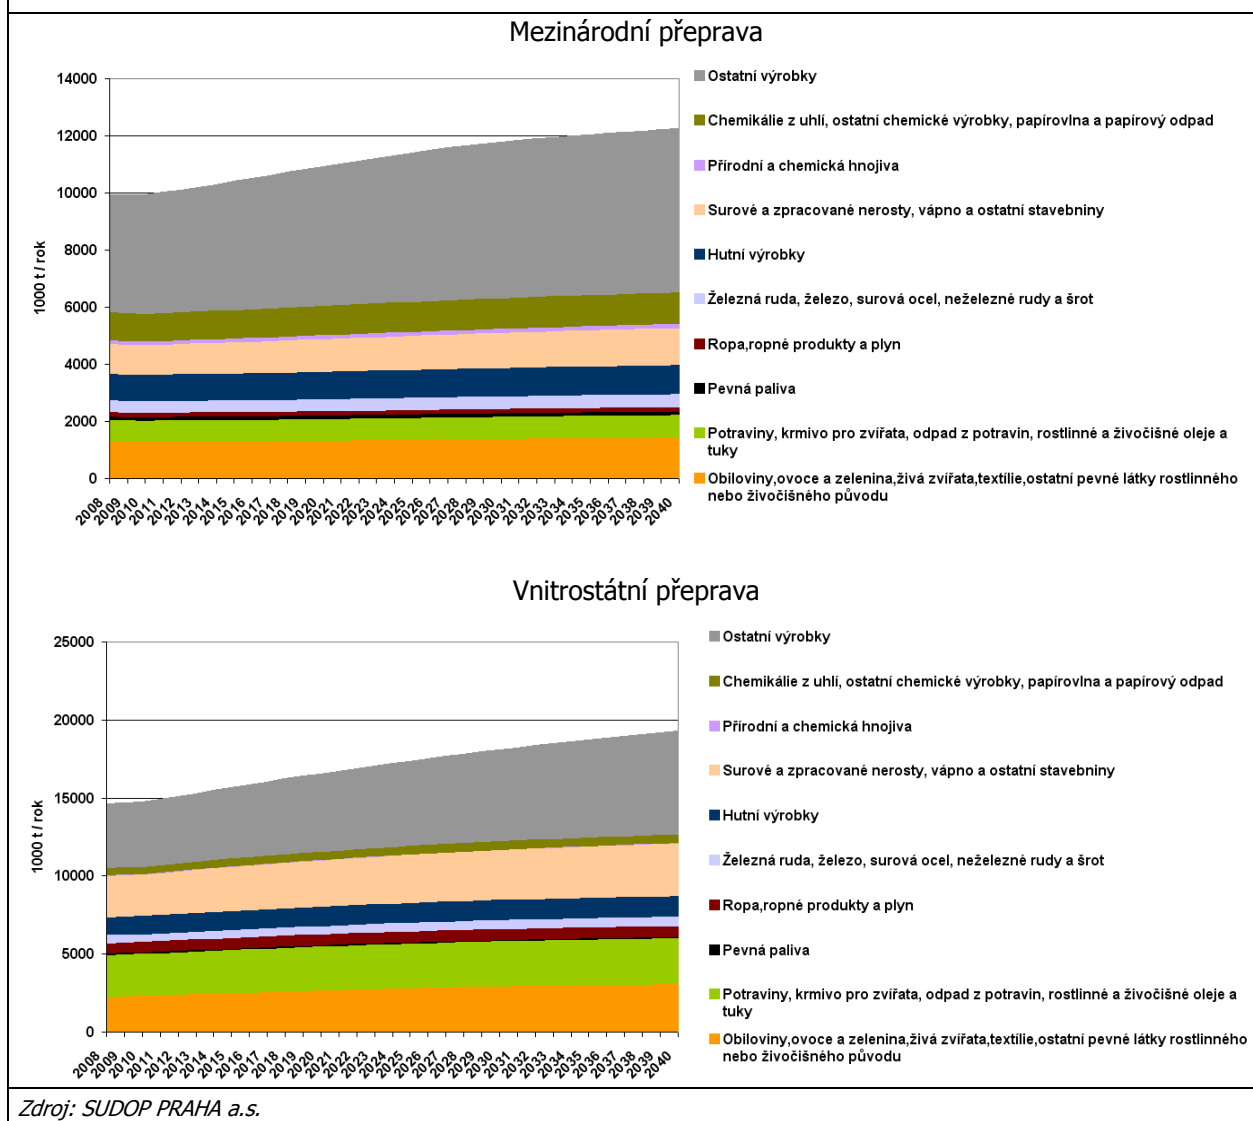 Mezinárodní přeprava
14000
12000
10000
8000
6000
4000
2000
0
1000 t / rok
2008
2009
2010
2011
2012
2013
2014
2015
2016
2017
2018
2019
2020
2021
2022
2023
2024
2025
2026
2027
2028
2029
2030
2031
2032
2033
2034
2035
2036
2037
2038
2039
2040
Ostatní výrobky
Chemikálie z uhlí, ostatní chemické výrobky, papírovlna a papírový odpad
Přírodní a chemická hnojiva
Surové a zpracované nerosty, vápno a ostatní stavebniny
Hutní výrobky
Železná ruda, železo, surová ocel, neželezné rudy a šrot
Ropa,ropné produkty a plyn
Pevná paliva
Potraviny, krmivo pro zvířata, odpad z potravin, rostlinné a živočišné oleje a
tuky
Obiloviny,ovoce a zelenina,živá zvířata,textílie,ostatní pevné látky rostlinného
nebo živočišného původu
Vnitrostátní přeprava
25000
20000
15000
10000
5000
0
1000 t / rok
2008
2009
2010
2011
2012
2013
2014
2015
2016
2017
2018
2019
2020
2021
2022
2023
2024
2025
2026
2027
2028
2029
2030
2031
2032
2033
2034
2035
2036
2037
2038
2039
2040
Ostatní výrobky
Chemikálie z uhlí, ostatní chemické výrobky, papírovlna a papírový odpad
Přírodní a chemická hnojiva
Surové a zpracované nerosty, vápno a ostatní stavebniny
Hutní výrobky
Železná ruda, železo, surová ocel, neželezné rudy a šrot
Ropa,ropné produkty a plyn
Pevná paliva
Potraviny, krmivo pro zvířata, odpad z potravin, rostlinné a živočišné oleje a
tuky
Obiloviny,ovoce a zelenina,živá zvířata,textílie,ostatní pevné látky rostlinného
nebo živočišného původu
Zdroj: SUDOP PRAHA a.s.